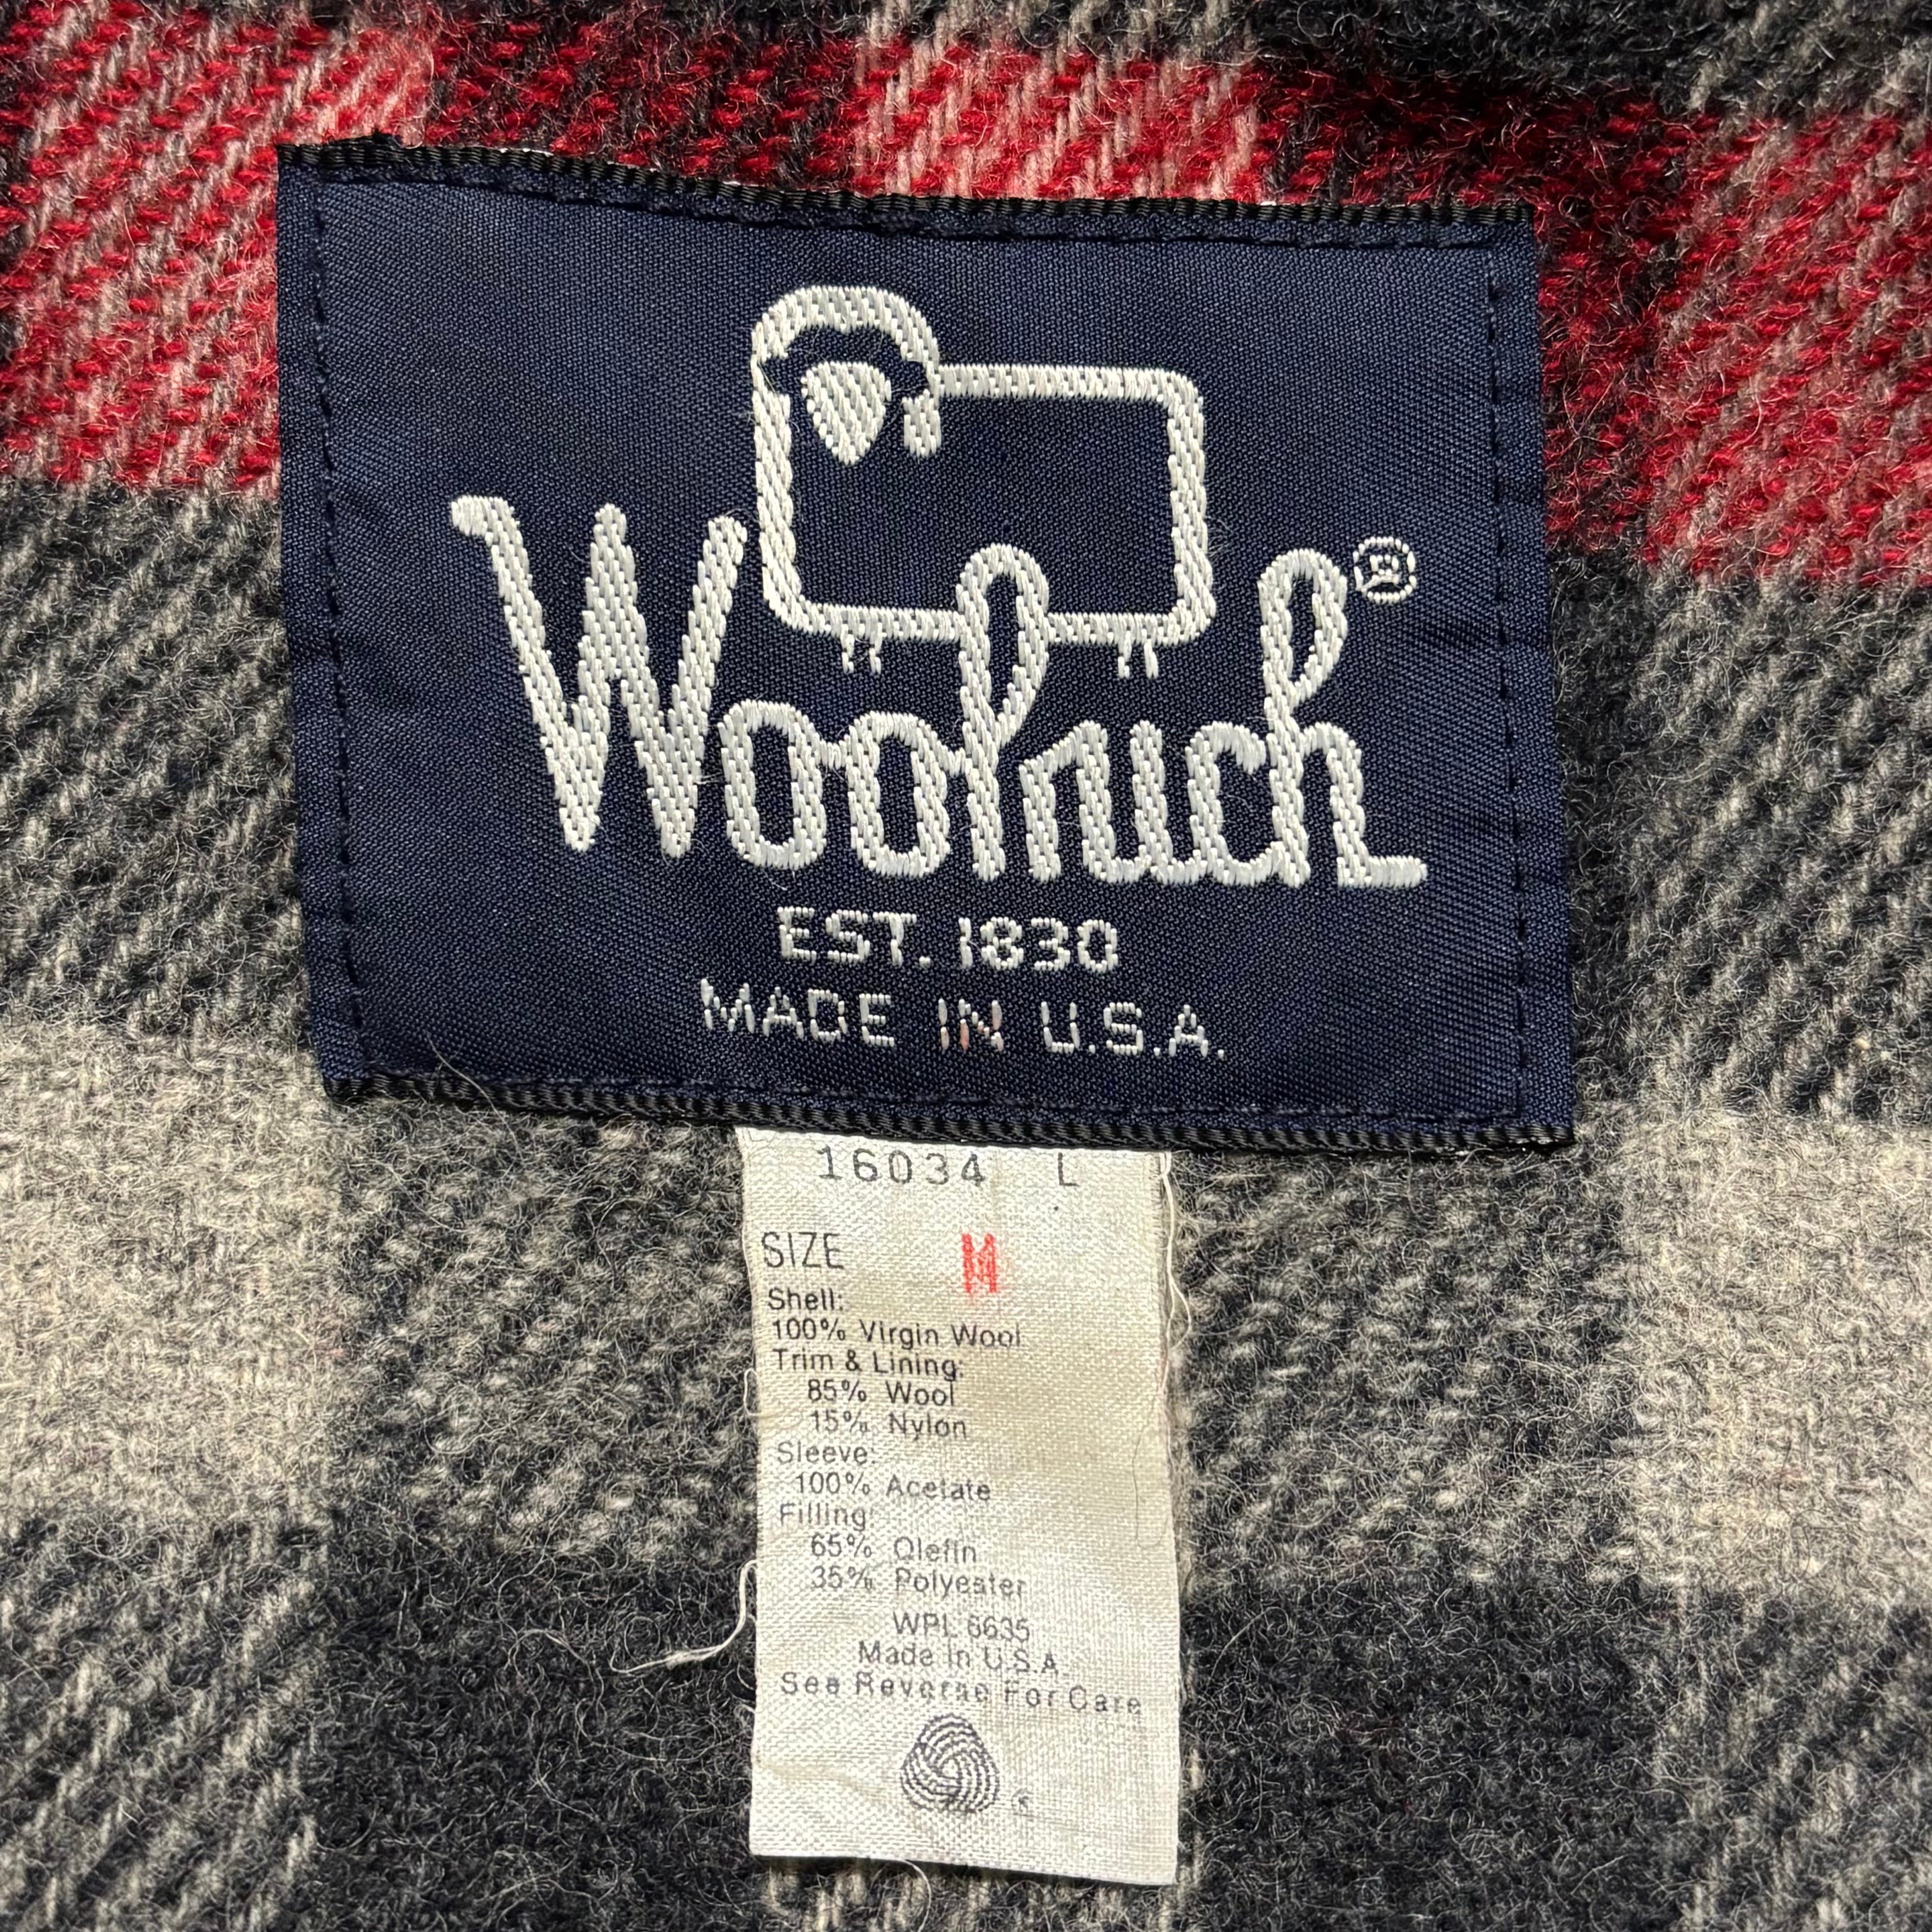 Woolrich®
EST. 1830
MADE IN U.S.A.
16034 L
SIZE M
Shell:
100% Virgin Wool
Trim & Lining:
85% Wool
15% Nylon
Sleeve:
100% Acetate
Filling:
65% Olefin
35% Polyester
WPL 6635
Made In U.S.A.
See Reverse For Care